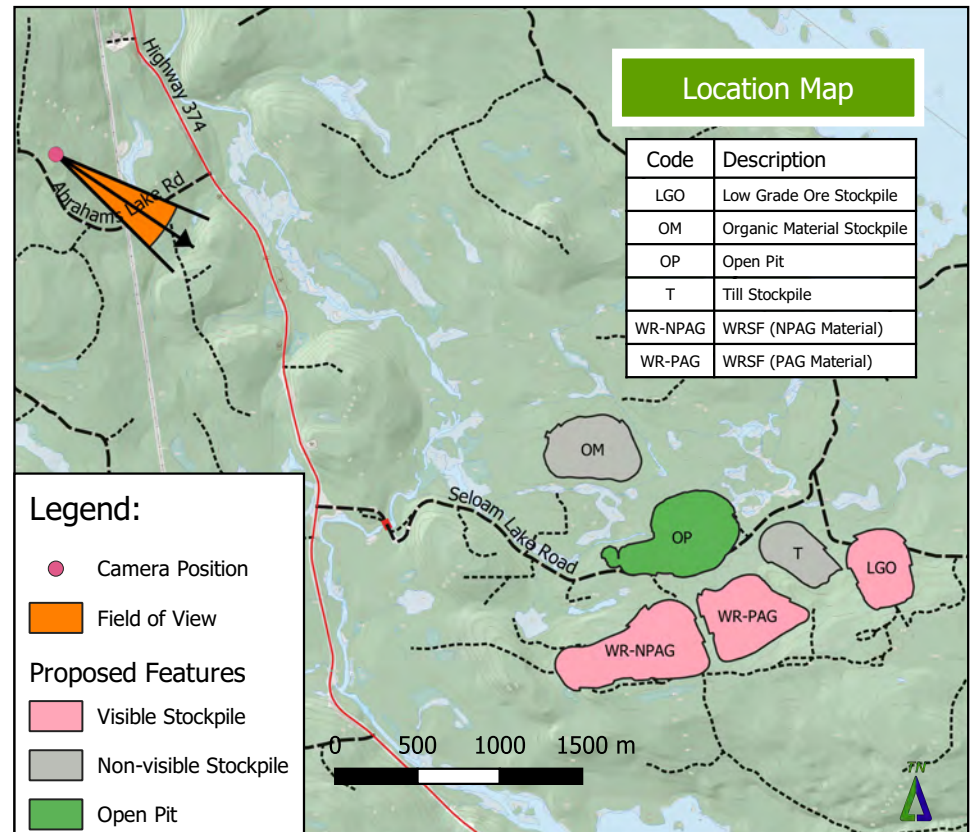 Location Map
Code Description
LGO Low Grade Ore Stockpile
OM Organic Material Stockpile
OP Open Pit
T Till Stockpile
WR-NPAG WRSF (NPAG Material)
WR-PAG WRSF (PAG Material)
Highway 374
Abrahams Lake Rd
OM
Seloam Lake Road
OP
T
LGO
WR-PAG
WR-NPAG
Legend:
Camera Position
Field of View
Proposed Features
Visible Stockpile
Non-visible Stockpile
Open Pit
0 500 1000 1500 m
TN